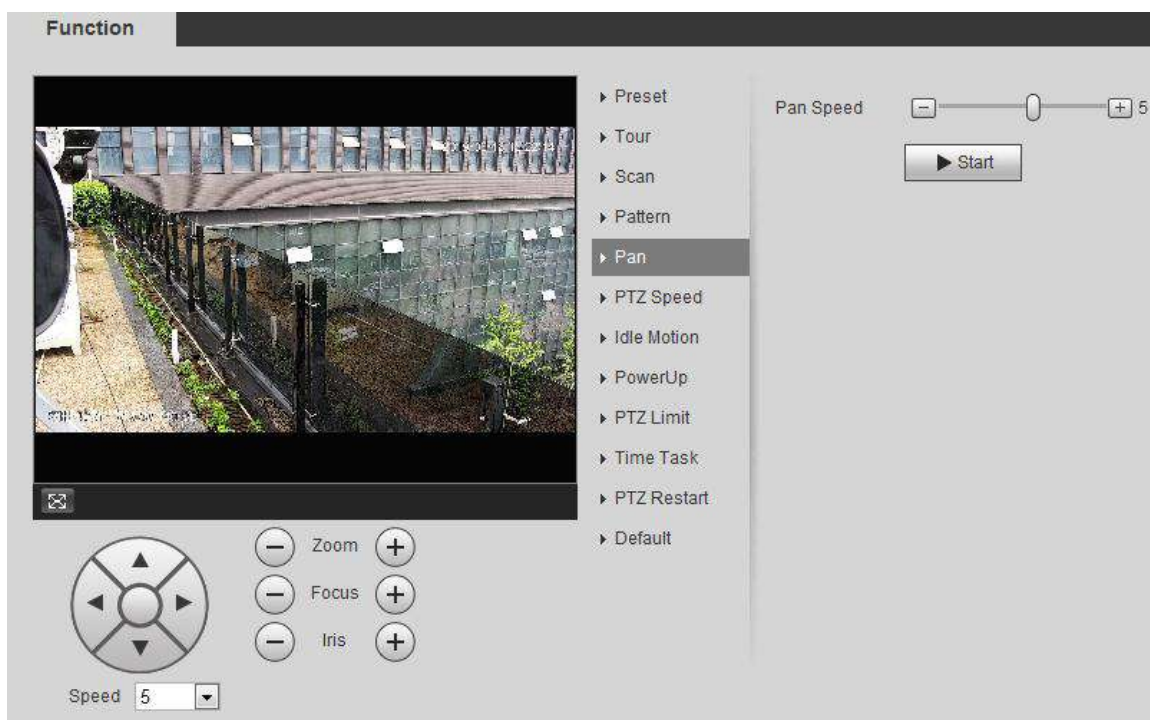 Function
Preset
Tour
Scan
Pattern
Pan
PTZ Speed
Idle Motion
PowerUp
PTZ Limit
Time Task
PTZ Restart
Default
Pan Speed
5
Start
Zoom
Focus
Iris
Speed
5